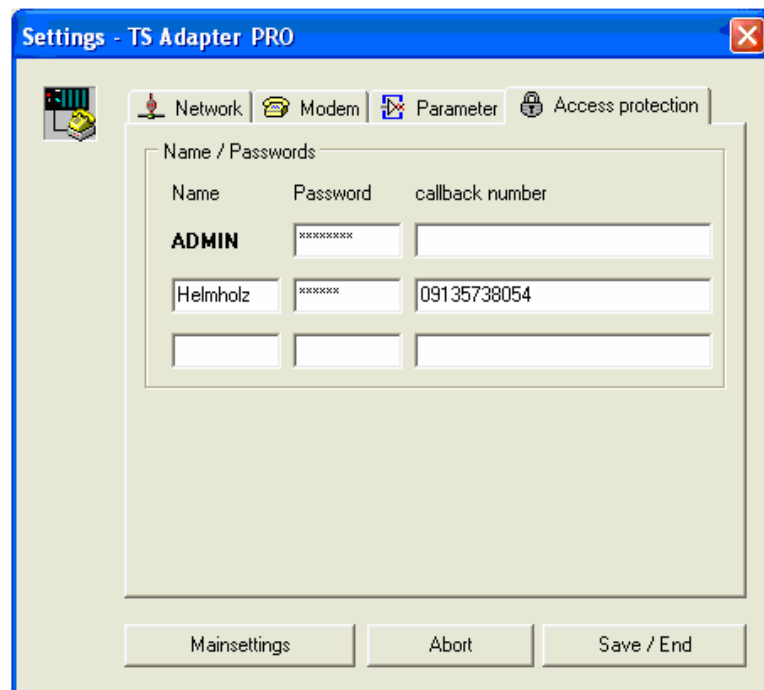 Settings - TS Adapter PRO
Network Modem Parameter Access protection
Name / Passwords
Name Password callback number
ADMIN ********
Helmholz ****** 09135738054
Mainsettings Abort Save / End